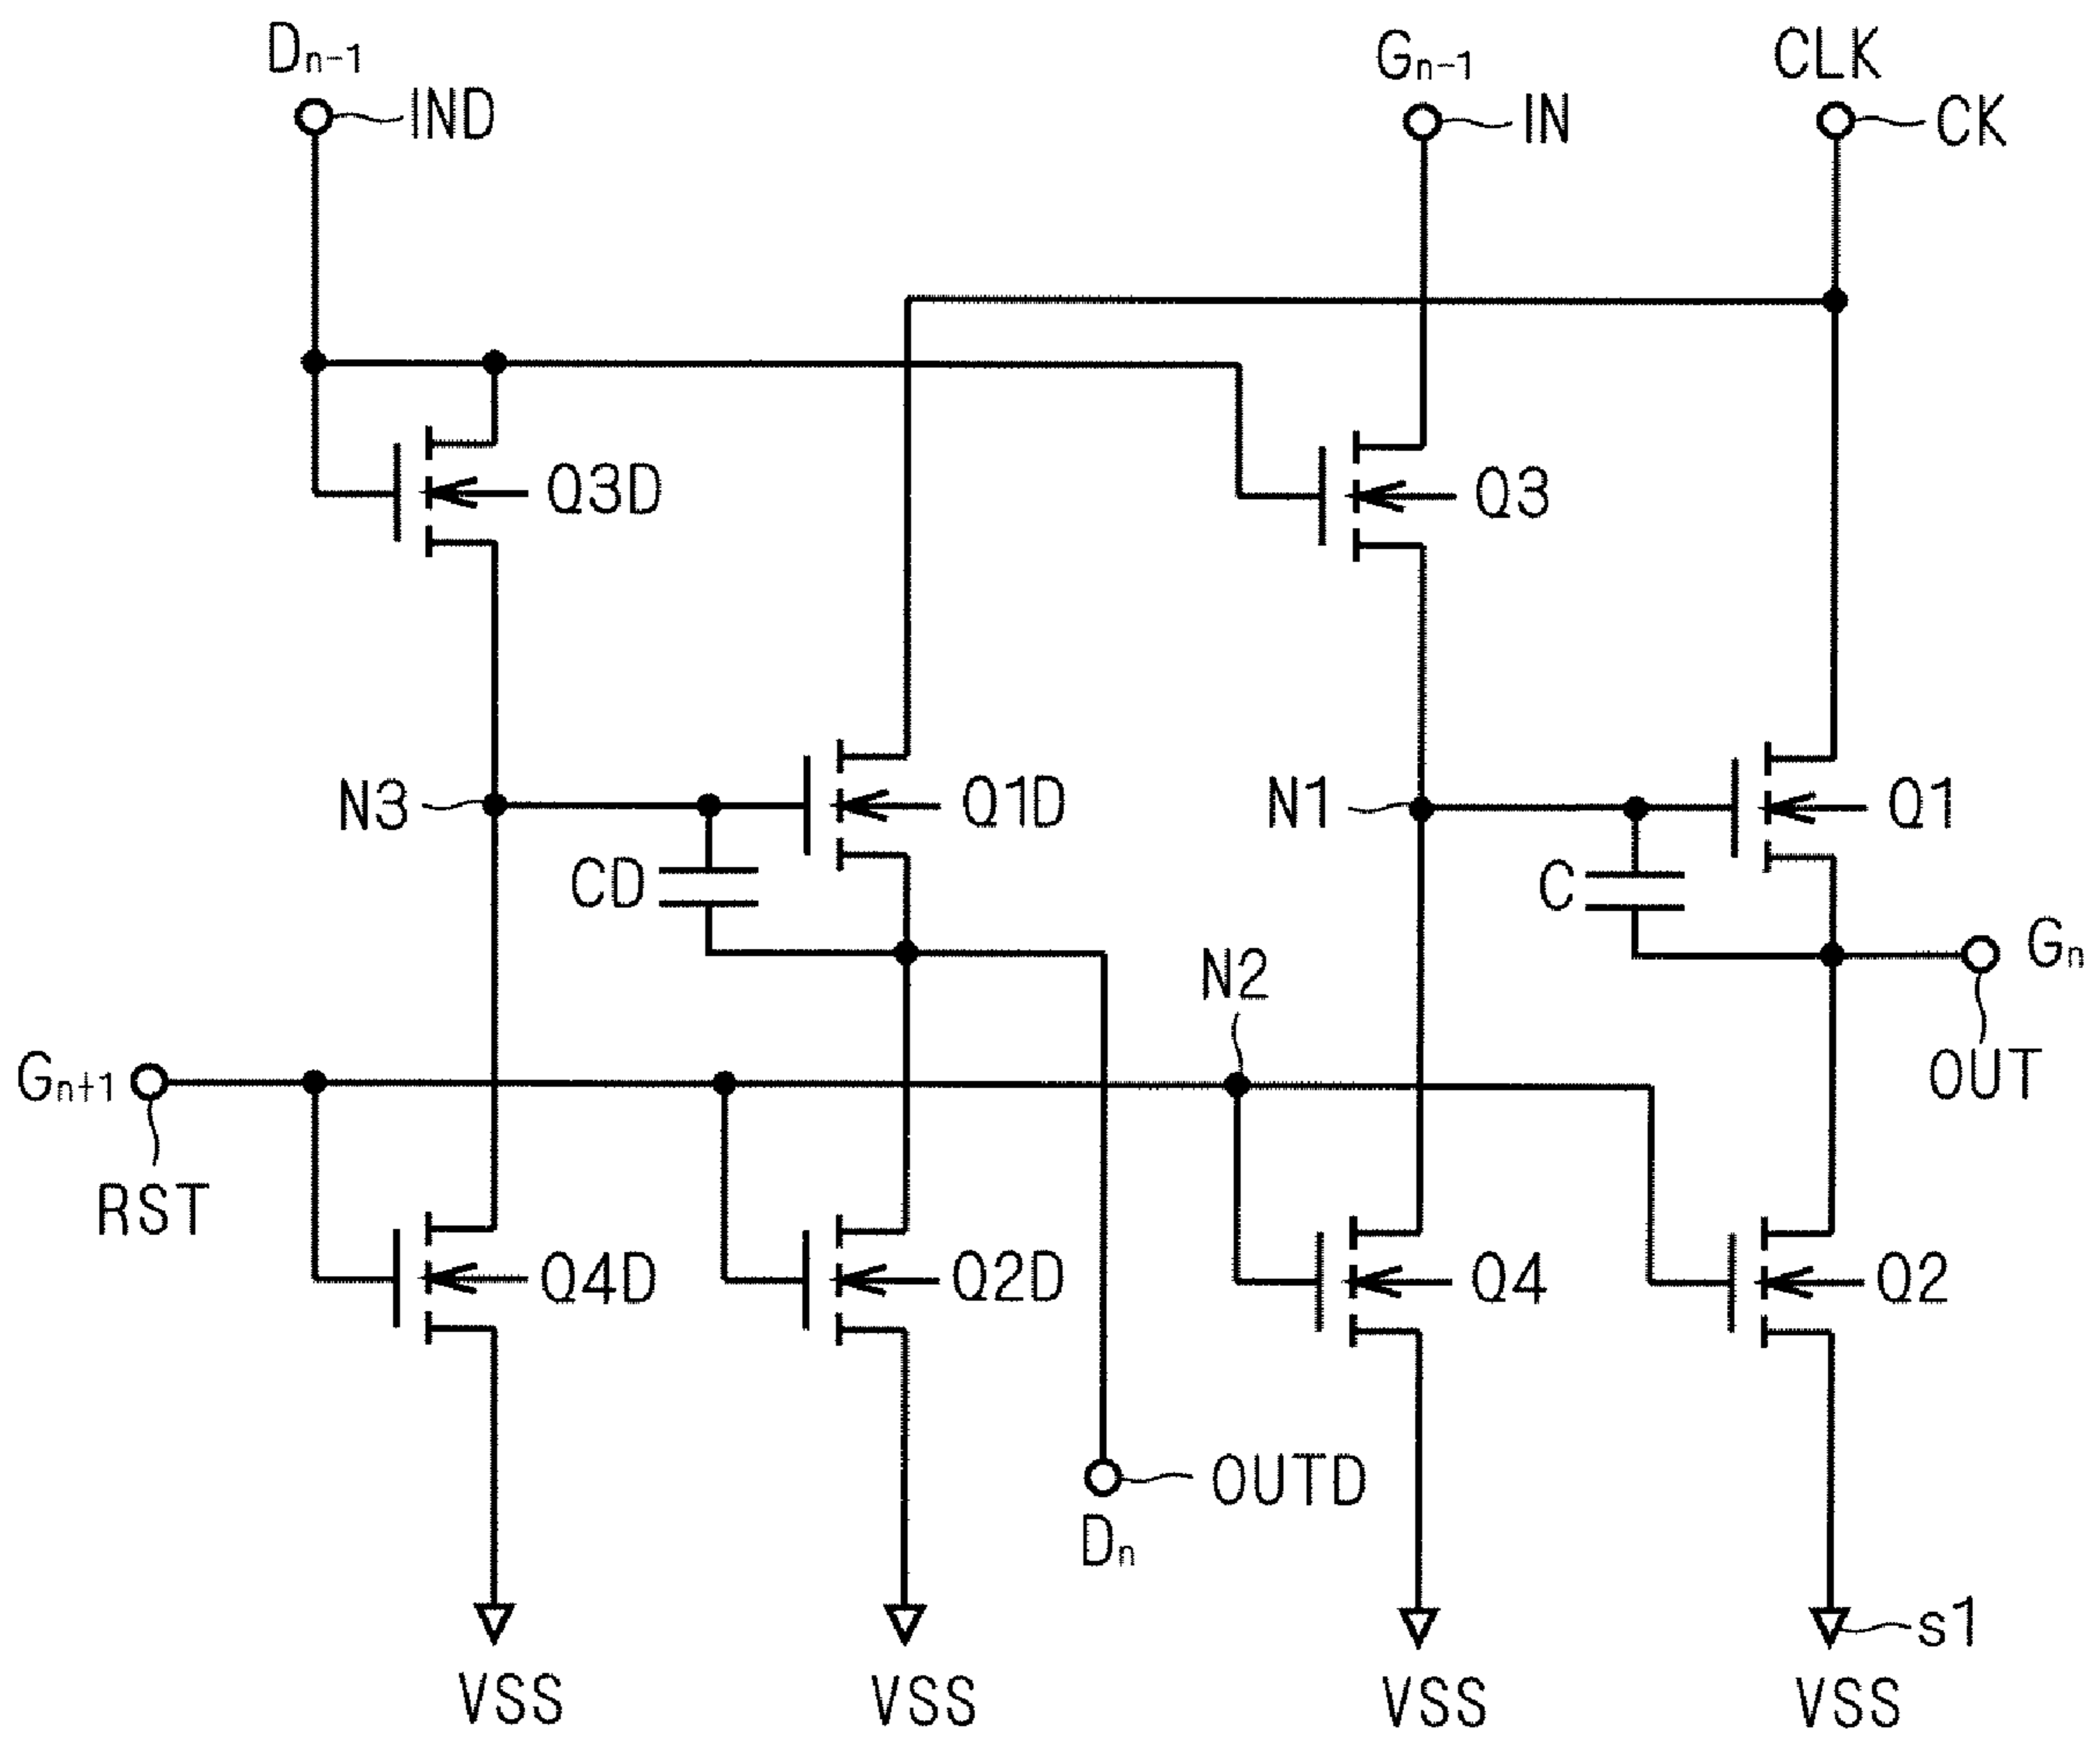 Dn-1
IND
Gn-1
IN
CLK
CK
Q3D
Q3
N3
Q1D
N1
Q1
CD
C
N2
Gn
OUT
Gn+1
RST
Q4D
Q2D
Q4
Q2
OUTD
Dn
s1
VSS
VSS
VSS
VSS